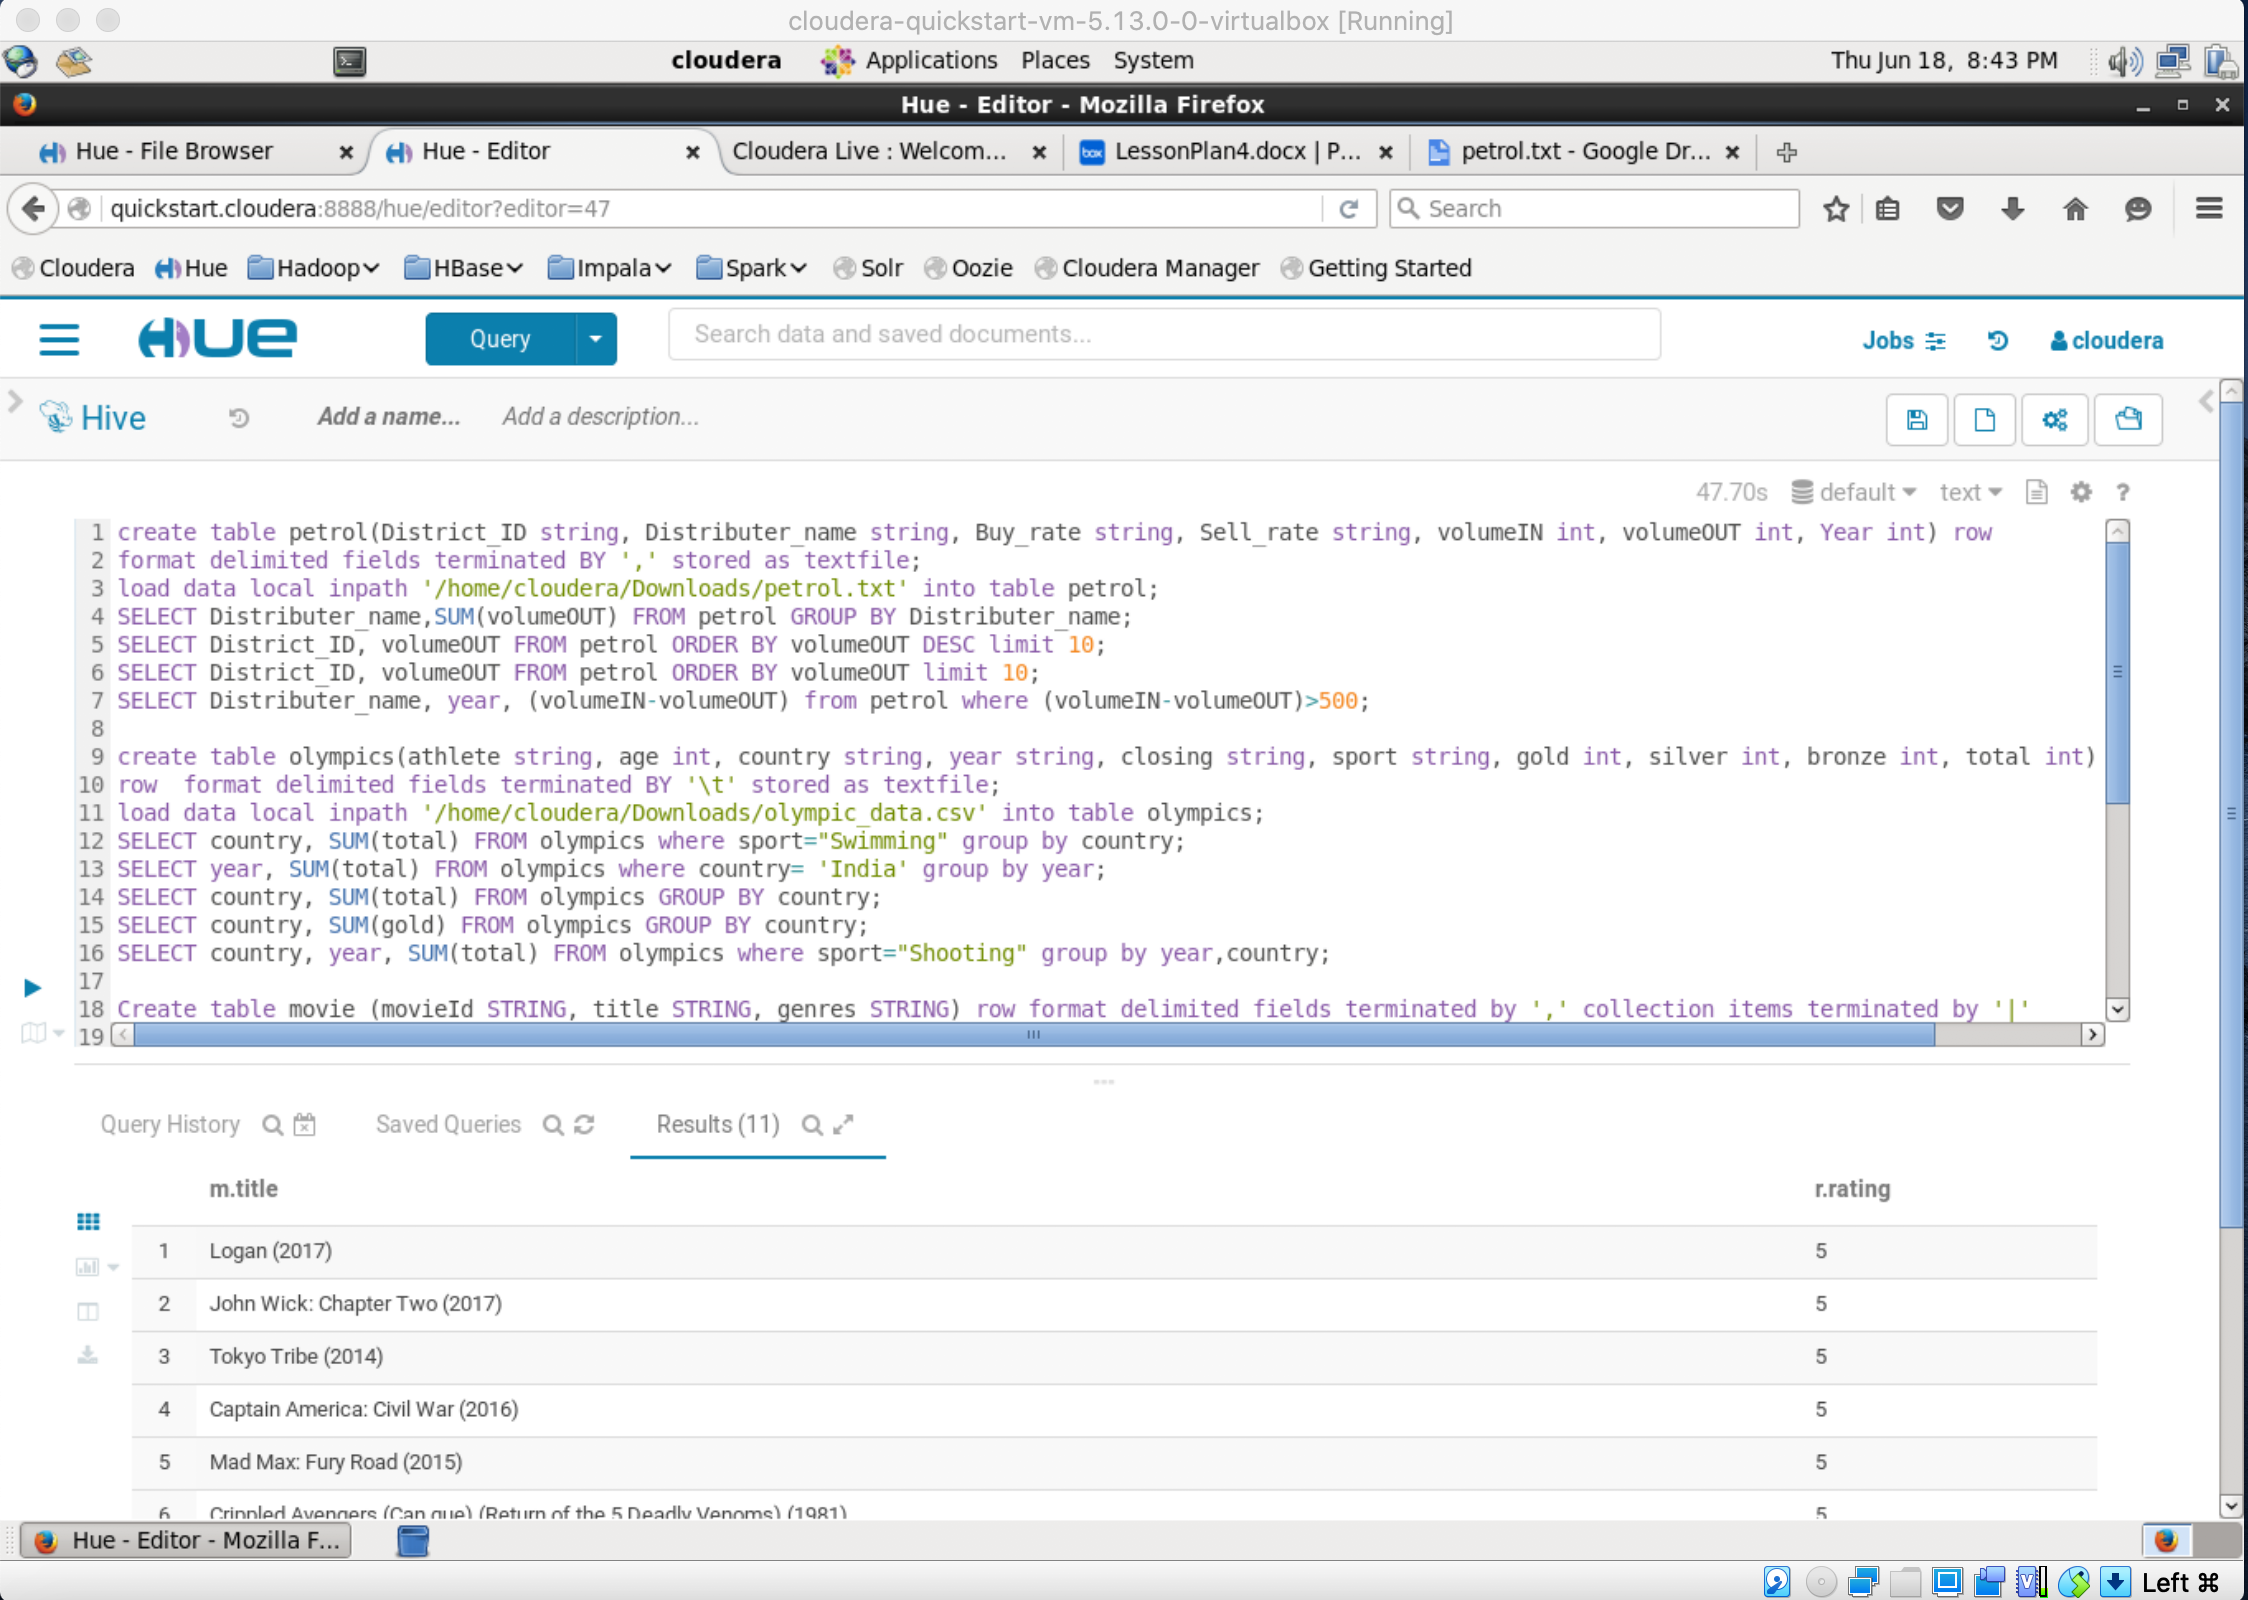 cloudera-quickstart-vm-5.13.0-0-virtualbox [Running]
cloudera Applications Places System Thu Jun 18, 8:43 PM
Hue - Editor - Mozilla Firefox
Hue - File Browser Hue - Editor Cloudera Live : Welcom... LessonPlan4.docx | P... petrol.txt - Google Dr...
quickstart.cloudera:8888/hue/editor?editor=47 Search
Cloudera Hue Hadoop HBase Impala Spark Solr Oozie Cloudera Manager Getting Started
HUE Query Search data and saved documents... Jobs cloudera
Hive Add a name... Add a description...
47.70s default text ?
1 create table petrol(District_ID string, Distributer_name string, Buy_rate string, Sell_rate string, volumeIN int, volumeOUT int, Year int) row
2 format delimited fields terminated BY ',' stored as textfile;
3 load data local inpath '/home/cloudera/Downloads/petrol.txt' into table petrol;
4 SELECT Distributer_name,SUM(volumeOUT) FROM petrol GROUP BY Distributer_name;
5 SELECT District_ID, volumeOUT FROM petrol ORDER BY volumeOUT DESC limit 10;
6 SELECT District_ID, volumeOUT FROM petrol ORDER BY volumeOUT limit 10;
7 SELECT Distributer_name, year, (volumeIN-volumeOUT) from petrol where (volumeIN-volumeOUT)>500;
8
9 create table olympics(athlete string, age int, country string, year string, closing string, sport string, gold int, silver int, bronze int, total int)
10 row  format delimited fields terminated BY '\t' stored as textfile;
11 load data local inpath '/home/cloudera/Downloads/olympic_data.csv' into table olympics;
12 SELECT country, SUM(total) FROM olympics where sport="Swimming" group by country;
13 SELECT year, SUM(total) FROM olympics where country= 'India' group by year;
14 SELECT country, SUM(total) FROM olympics GROUP BY country;
15 SELECT country, SUM(gold) FROM olympics GROUP BY country;
16 SELECT country, year, SUM(total) FROM olympics where sport="Shooting" group by year,country;
17
18 Create table movie (movieId STRING, title STRING, genres STRING) row format delimited fields terminated by ',' collection items terminated by '|'
19
Query History Saved Queries Results (11)
m.title r.rating
1 Logan (2017) 5
2 John Wick: Chapter Two (2017) 5
3 Tokyo Tribe (2014) 5
4 Captain America: Civil War (2016) 5
5 Mad Max: Fury Road (2015) 5
6 Crippled Avengers (Can que) (Return of the 5 Deadly Venoms) (1981) 5
Hue - Editor - Mozilla F...
Left ⌘